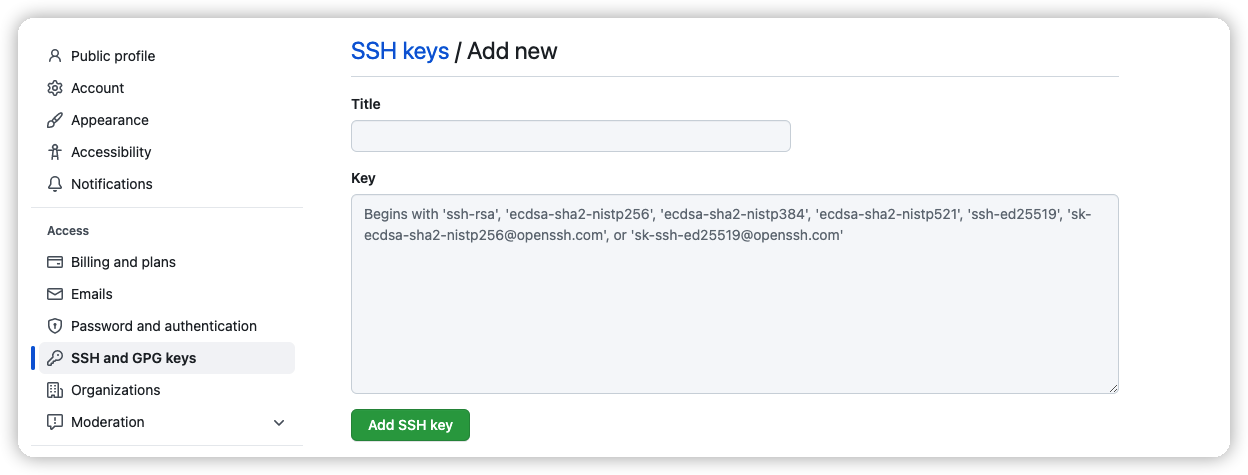 Public profile
Account
Appearance
Accessibility
Notifications
Access
Billing and plans
Emails
Password and authentication
SSH and GPG keys
Organizations
Moderation
SSH keys / Add new
Title
Key
Begins with 'ssh-rsa', 'ecdsa-sha2-nistp256', 'ecdsa-sha2-nistp384', 'ecdsa-sha2-nistp521', 'ssh-ed25519', 'sk-
ecdsa-sha2-nistp256@openssh.com', or 'sk-ssh-ed25519@openssh.com'
Add SSH key